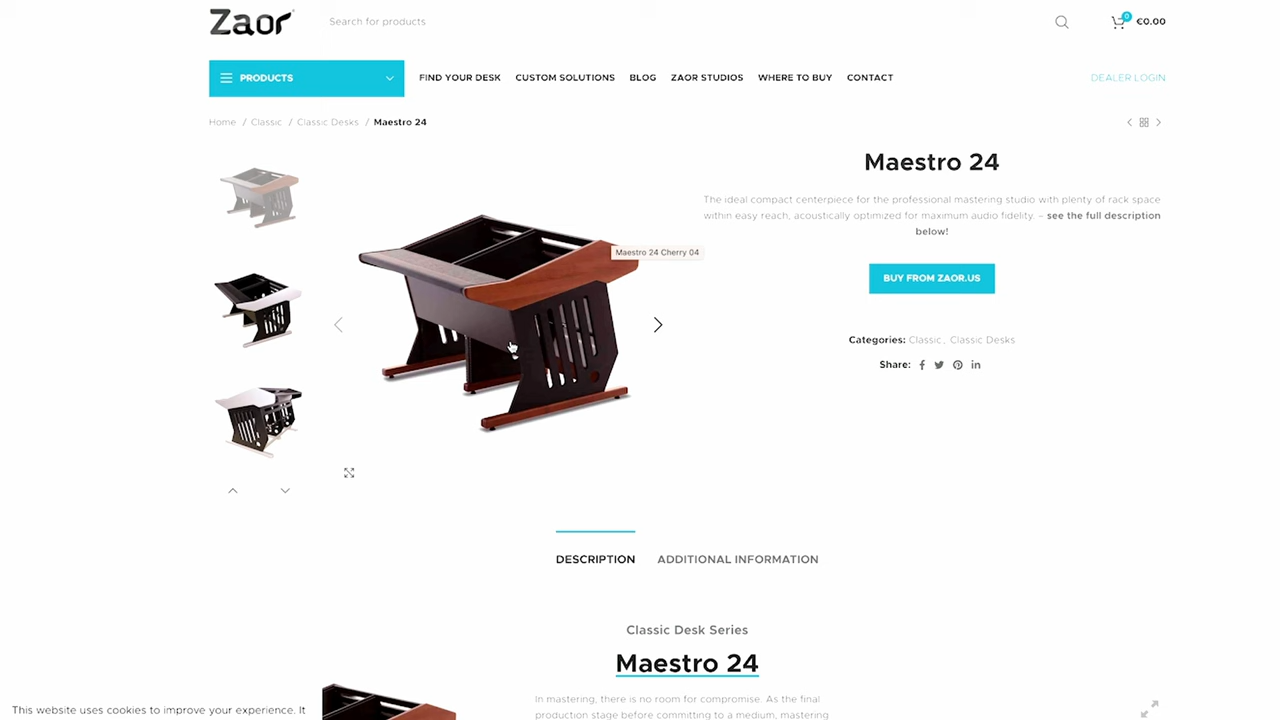 Zaor
Search for products
0
€0.00
PRODUCTS
FIND YOUR DESK
CUSTOM SOLUTIONS
BLOG
ZAOR STUDIOS
WHERE TO BUY
CONTACT
DEALER LOGIN
Home / Classic / Classic Desks / Maestro 24
Maestro 24
The ideal compact centerpiece for the professional mastering studio with plenty of rack space
within easy reach, acoustically optimized for maximum audio fidelity. – see the full description
below!
Maestro 24 Cherry 04
BUY FROM ZAOR.US
Categories: Classic, Classic Desks
Share:
DESCRIPTION
ADDITIONAL INFORMATION
Classic Desk Series
Maestro 24
In mastering, there is no room for compromise. As the final
production stage before committing to a medium, mastering
This website uses cookies to improve your experience. It